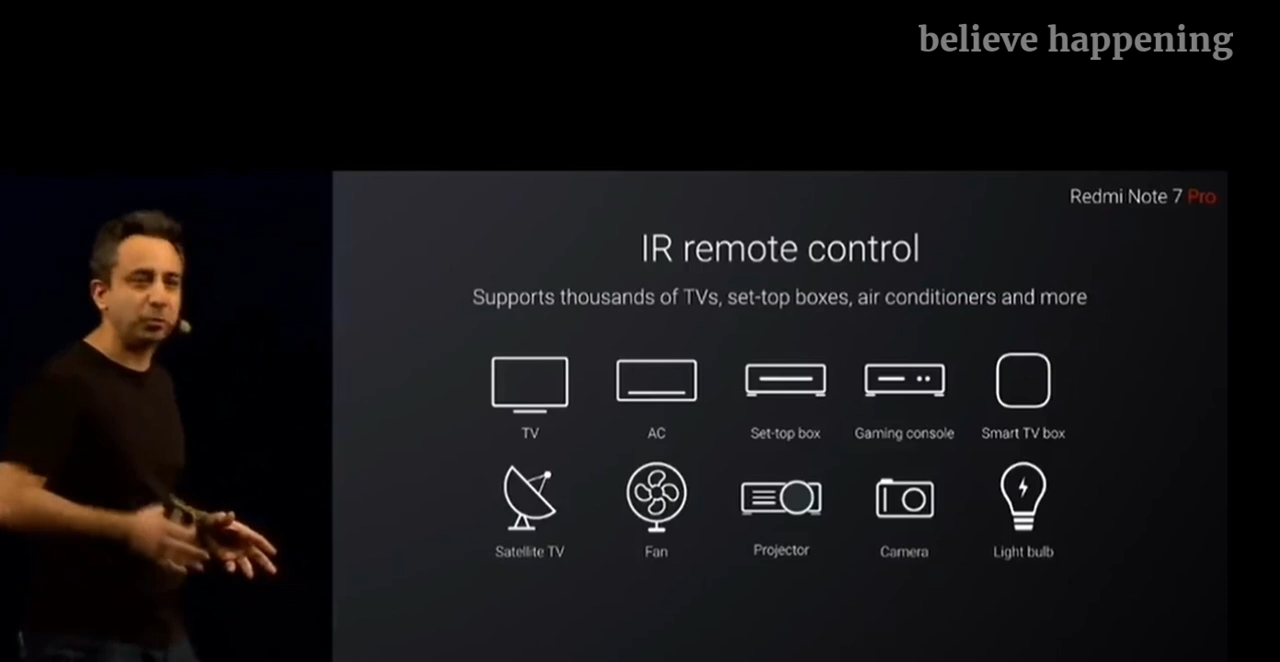 believe happening
Redmi Note 7 Pro
IR remote control
Supports thousands of TVs, set-top boxes, air conditioners and more
TV
AC
Set-top box
Gaming console
Smart TV box
Satellite TV
Fan
Projector
Camera
Light bulb